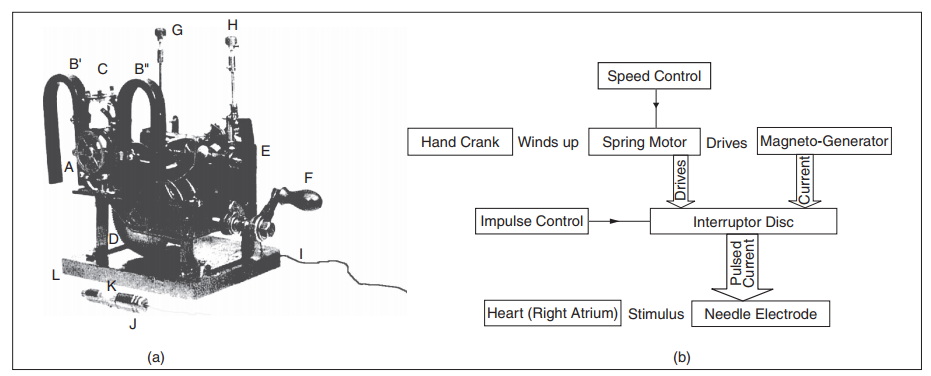 G
H
B' C B"
A
E
F
D
I
L
K
J
(a)
Speed Control
Hand Crank Winds up Spring Motor Drives Magneto-Generator
Drives
Current
Impulse Control Interruptor Disc
Pulsed
Current
Heart (Right Atrium) Stimulus Needle Electrode
(b)